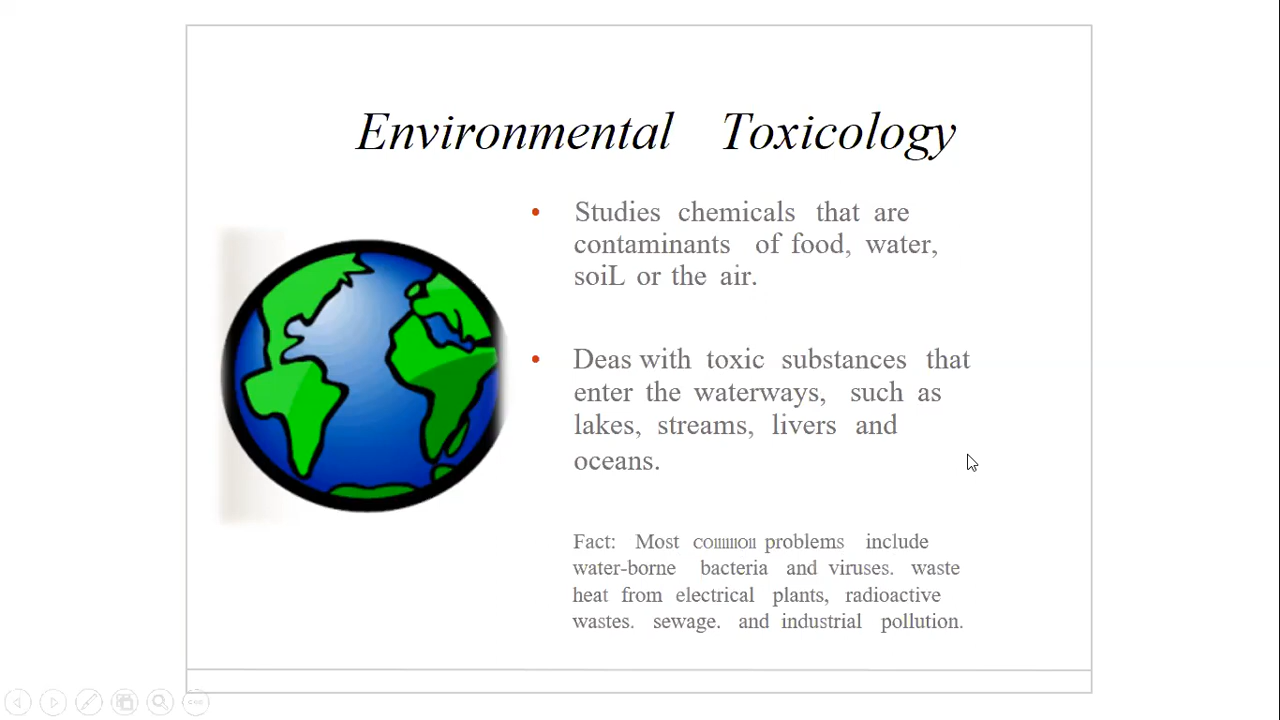 Environmental Toxicology
• Studies chemicals that are
contaminants of food, water,
soiL or the air.
• Deas with toxic substances that
enter the waterways, such as
lakes, streams, livers and
oceans.
Fact: Most common problems include
water-borne bacteria and viruses. waste
heat from electrical plants, radioactive
wastes. sewage. and industrial pollution.